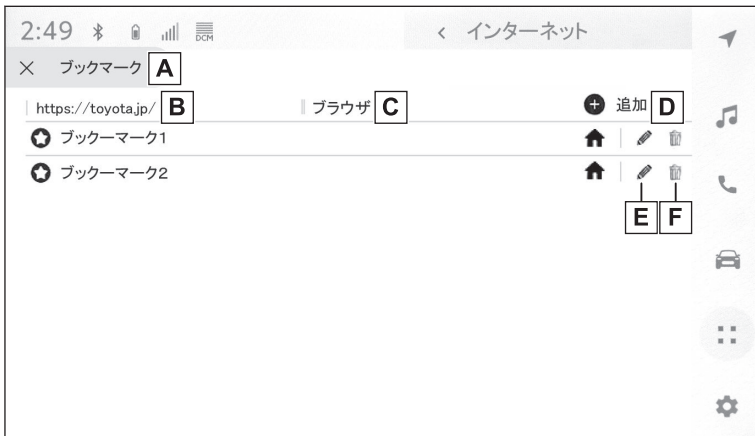 2:49 DCM < インターネット
× ブックマーク A
https://toyota.jp/ B ブラウザ C 追加 D
ブックーマーク1
ブックーマーク2
E F